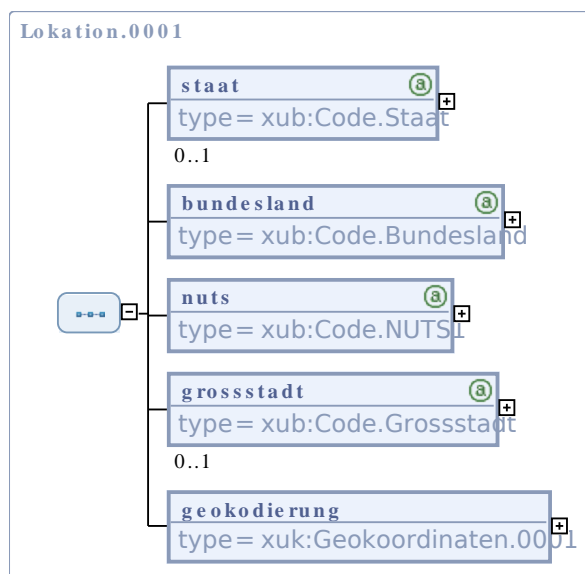 Lokation.0001
staat
a
type= xub:Code.Staat
0..1
bundesland
a
type= xub:Code.Bundesland
nuts
a
type= xub:Code.NUTS1
grossstadt
a
type= xub:Code.Grossstadt
0..1
geokodierung
type= xuk:Geokoordinaten.0001